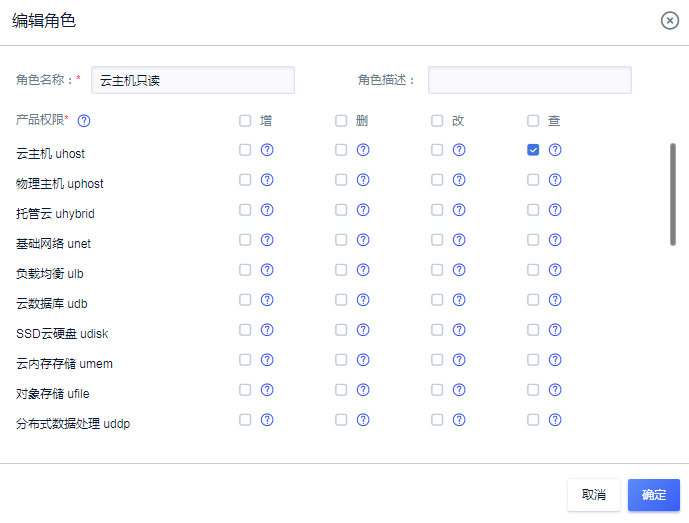 编辑角色
角色名称：* 云主机只读 角色描述：
产品权限* 增 删 改 查
云主机 uhost
物理主机 uphost
托管云 uhybrid
基础网络 unet
负载均衡 ulb
云数据库 udb
SSD云硬盘 udisk
云内存存储 umem
对象存储 ufile
分布式数据处理 uddp
取消 确定